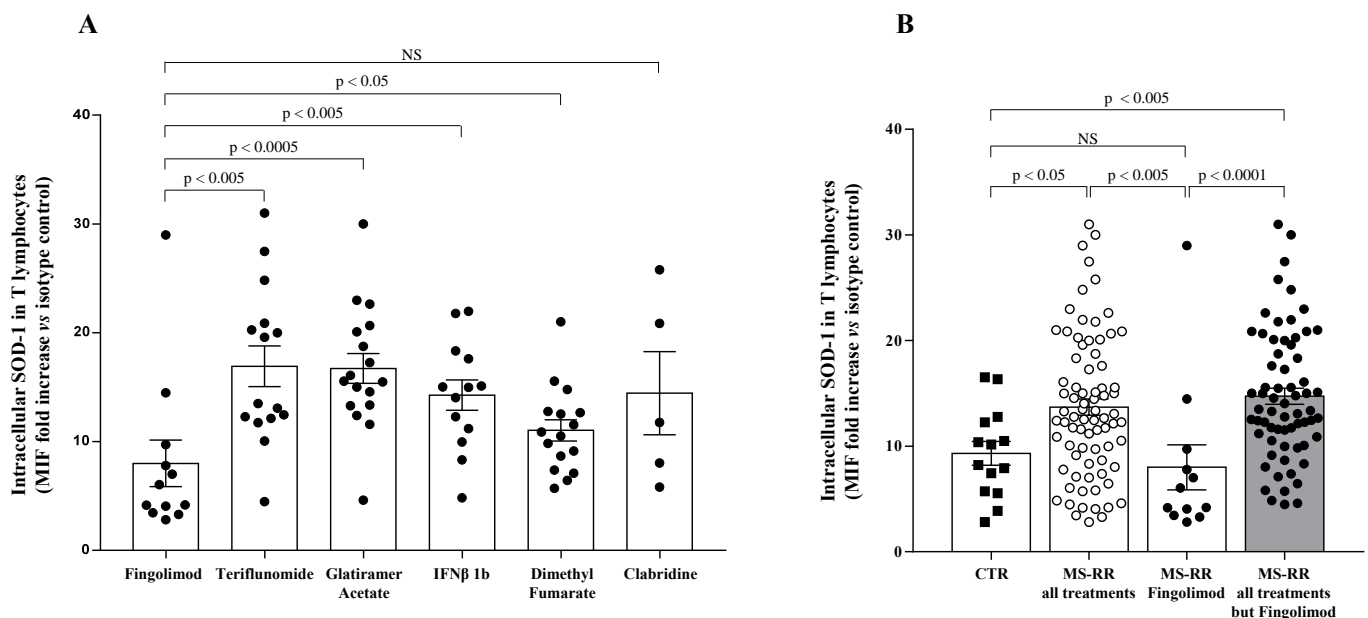 A
Intracellular SOD-1 in T lymphocytes
(MIF fold increase vs isotype control)
40
30
20
10
0
NS
p < 0.05
p < 0.005
p < 0.0005
p < 0.005
Fingolimod
Teriflunomide
Glatiramer
Acetate
IFNβ 1b
Dimethyl
Fumarate
Clabridine
B
Intracellular SOD-1 in T lymphocytes
(MIF fold increase vs isotype control)
40
30
20
10
0
p < 0.005
NS
p < 0.05
p < 0.005
p < 0.0001
CTR
MS-RR
all treatments
MS-RR
Fingolimod
MS-RR
all treatments
but Fingolimod